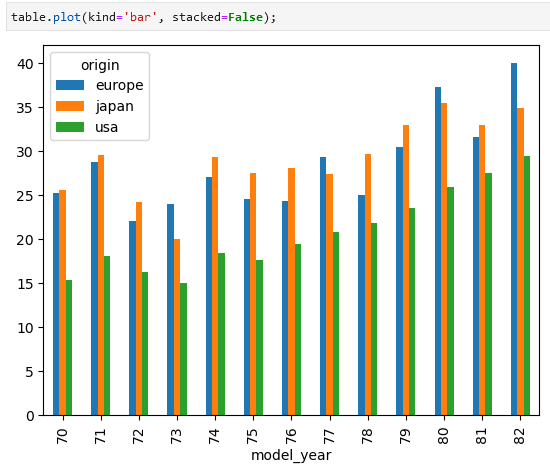 table.plot(kind='bar', stacked=False);
origin
europe
japan
usa
40
35
30
25
20
15
10
5
0
70 71 72 73 74 75 76 77 78 79 80 81 82
model_year